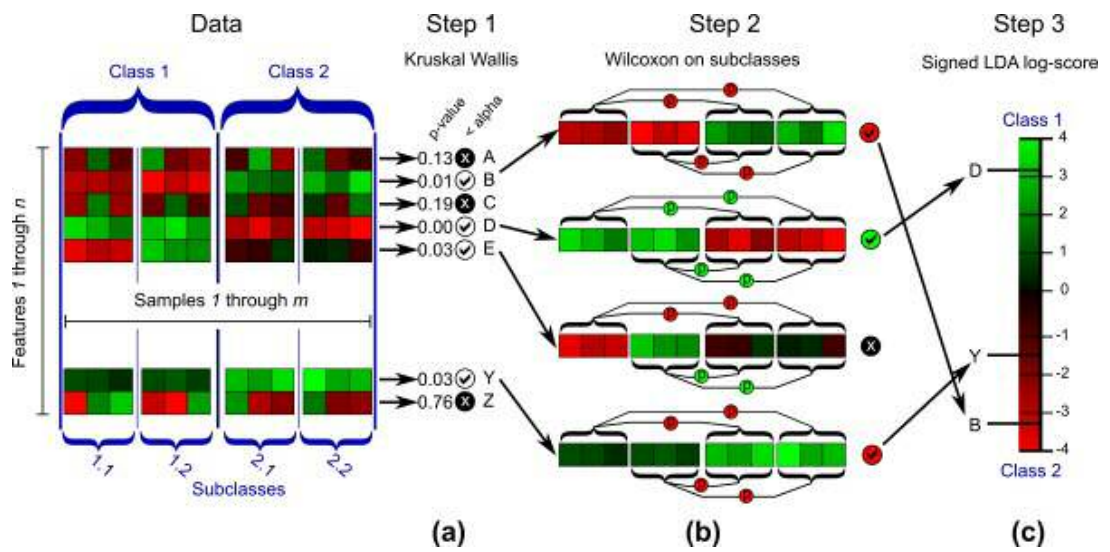 Data
Step 1
Step 2
Step 3
Kruskal Wallis
Wilcoxon on subclasses
Signed LDA log-score
Class 1
Class 2
p-value
< alpha
Features 1 through n
0.13 x A
0.01 B
0.19 x C
0.00 D
0.03 E
Samples 1 through m
0.03 Y
0.76 x Z
1.1
1.2
2.1
2.2
Subclasses
p
p
p
p
p
p
p
p
p
p
p
p
x
p
p
p
p
Class 1
4
D
3
2
1
0
-1
Y
-2
B
-3
-4
Class 2
(a)
(b)
(c)